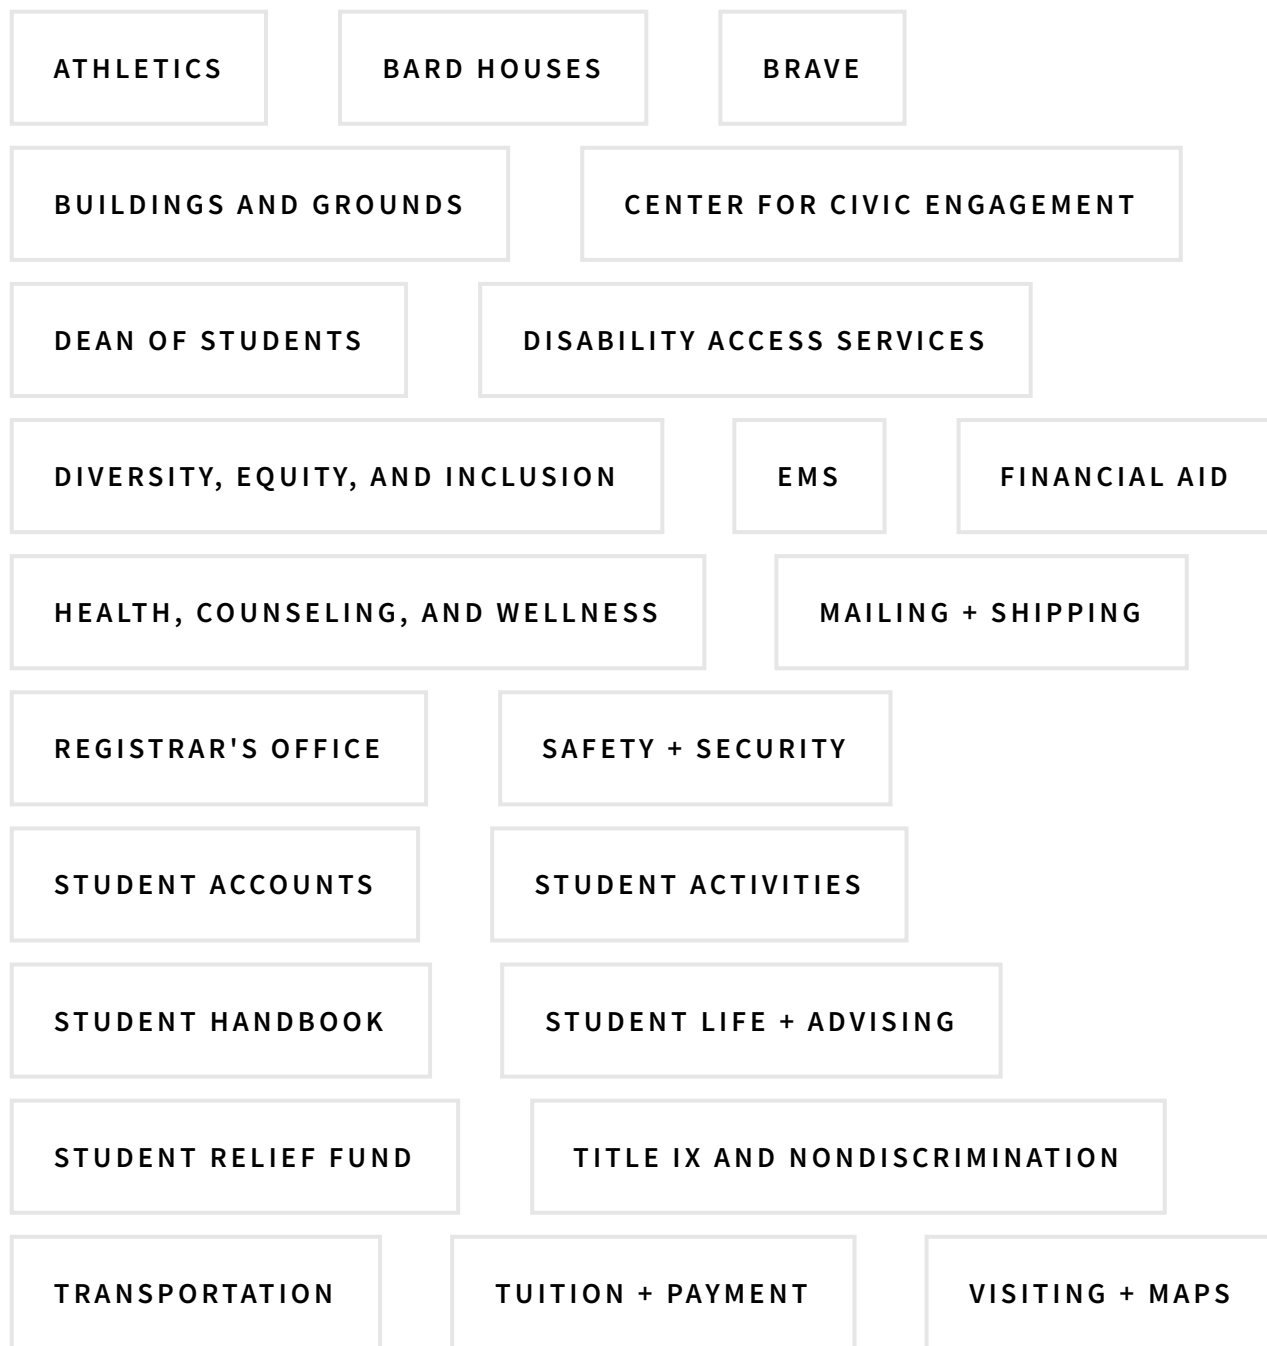 ATHLETICS BARD HOUSES BRAVE
BUILDINGS AND GROUNDS CENTER FOR CIVIC ENGAGEMENT
DEAN OF STUDENTS DISABILITY ACCESS SERVICES
DIVERSITY, EQUITY, AND INCLUSION EMS FINANCIAL AID
HEALTH, COUNSELING, AND WELLNESS MAILING + SHIPPING
REGISTRAR'S OFFICE SAFETY + SECURITY
STUDENT ACCOUNTS STUDENT ACTIVITIES
STUDENT HANDBOOK STUDENT LIFE + ADVISING
STUDENT RELIEF FUND TITLE IX AND NONDISCRIMINATION
TRANSPORTATION TUITION + PAYMENT VISITING + MAPS